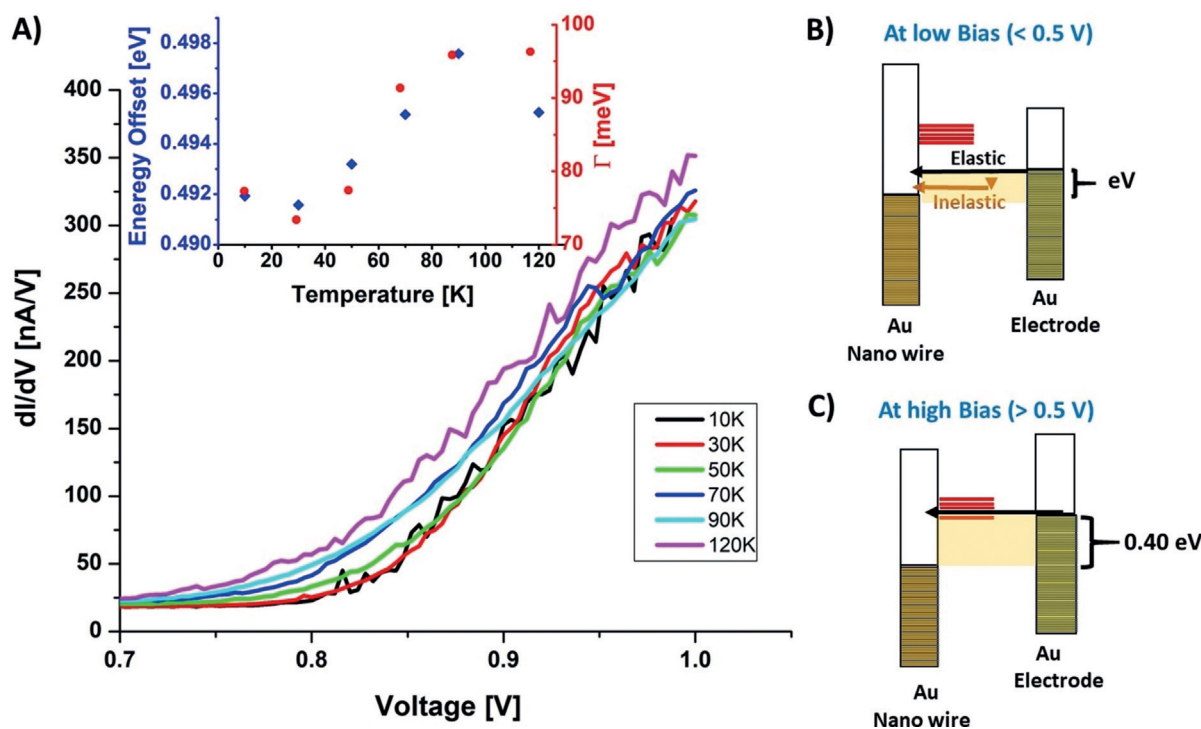 A)
Eneregy Offset [eV]
0.498
0.496
0.494
0.492
0.490
100
90
80
70
Γ [meV]
0 20 40 60 80 100 120
Temperature [K]
dI/dV [nA/V]
400
350
300
250
200
150
100
50
0
10K
30K
50K
70K
90K
120K
0.7 0.8 0.9 1.0
Voltage [V]
B)
At low Bias (< 0.5 V)
Elastic
Inelastic
eV
Au
Nano wire
Au
Electrode
C)
At high Bias (> 0.5 V)
0.40 eV
Au
Nano wire
Au
Electrode